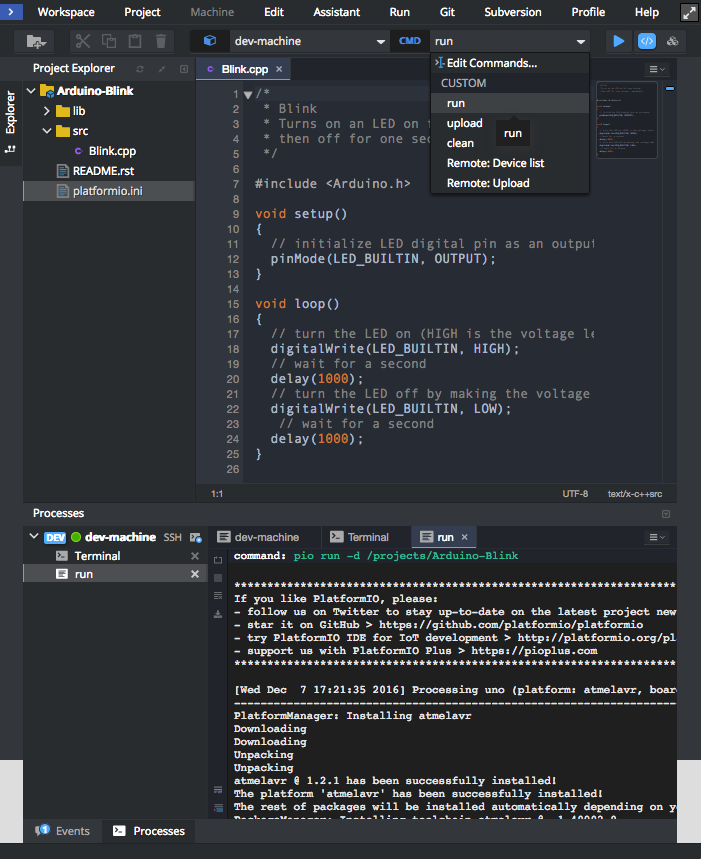 Workspace Project Machine Edit Assistant Run Git Subversion Profile Help
dev-machine CMD run
Project Explorer
Explorer
Arduino-Blink
lib
src
Blink.cpp
README.rst
platformio.ini
Blink.cpp
Edit Commands...
CUSTOM
run
upload
clean
Remote: Device list
Remote: Upload
run
1 /*
2 * Blink
3 * Turns on an LED on
4 * then off for one sec
5 */
6
7 #include <Arduino.h>
8
9 void setup()
10 {
11 // initialize LED digital pin as an output
12 pinMode(LED_BUILTIN, OUTPUT);
13 }
14
15 void loop()
16 {
17 // turn the LED on (HIGH is the voltage le
18 digitalWrite(LED_BUILTIN, HIGH);
19 // wait for a second
20 delay(1000);
21 // turn the LED off by making the voltage
22 digitalWrite(LED_BUILTIN, LOW);
23 // wait for a second
24 delay(1000);
25 }
26
1:1 UTF-8 text/x-c++src
Processes
DEV dev-machine SSH
Terminal
run
dev-machine Terminal run
command: pio run -d /projects/Arduino-Blink
*******************************************************************
If you like PlatformIO, please:
- follow us on Twitter to stay up-to-date on the latest project new
- star it on GitHub > https://github.com/platformio/platformio
- try PlatformIO IDE for IoT development > http://platformio.org/pl
- support us with PlatformIO Plus > https://pioplus.com
*******************************************************************
[Wed Dec 7 17:21:35 2016] Processing uno (platform: atmelavr, boar
-------------------------------------------------------------------
PlatformManager: Installing atmelavr
Downloading
Downloading
Unpacking
Unpacking
atmelavr @ 1.2.1 has been successfully installed!
The platform 'atmelavr' has been successfully installed!
The rest of packages will be installed automatically depending on y
PackageManager: Installing toolchain-atmelavr @
Events Processes